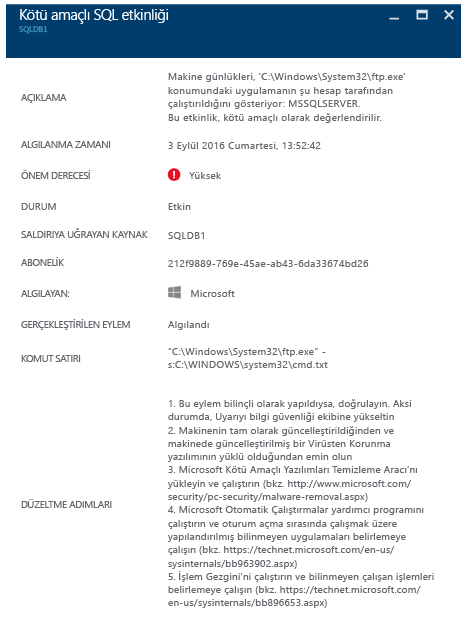 Kötü amaçlı SQL etkinliği
SQLDB1
AÇIKLAMA
Makine günlükleri, 'C:\Windows\System32\ftp.exe'
konumundaki uygulamanın şu hesap tarafından
çalıştırıldığını gösteriyor: MSSQLSERVER.
Bu etkinlik, kötü amaçlı olarak değerlendirilir.
ALGILANMA ZAMANI
3 Eylül 2016 Cumartesi, 13:52:42
ÖNEM DERECESİ
Yüksek
DURUM
Etkin
SALDIRIYA UĞRAYAN KAYNAK
SQLDB1
ABONELİK
212f9889-769e-45ae-ab43-6da33674bd26
ALGILAYAN:
Microsoft
GERÇEKLEŞTİRİLEN EYLEM
Algılandı
KOMUT SATIRI
"C:\Windows\System32\ftp.exe" -
s:C:\WINDOWS\system32\cmd.txt
DÜZELTME ADIMLARI
1. Bu eylem bilinçli olarak yapıldıysa, doğrulayın. Aksi
durumda, Uyarıyı bilgi güvenliği ekibine yükseltin
2. Makinenin tam olarak güncelleştirildiğinden ve
makinede güncelleştirilmiş bir Virüsten Korunma
yazılımının yüklü olduğundan emin olun
3. Microsoft Kötü Amaçlı Yazılımları Temizleme Aracı'nı
yükleyin ve çalıştırın (bkz. http://www.microsoft.com/
security/pc-security/malware-removal.aspx)
4. Microsoft Otomatik Çalıştırmalar yardımcı programını
çalıştırın ve oturum açma sırasında çalışmak üzere
yapılandırılmış bilinmeyen uygulamaları belirlemeye
çalışın (bkz. https://technet.microsoft.com/en-us/
sysinternals/bb963902.aspx)
5. İşlem Gezgini'ni çalıştırın ve bilinmeyen çalışan işlemleri
belirlemeye çalışın (bkz. https://technet.microsoft.com/
en-us/sysinternals/bb896653.aspx)